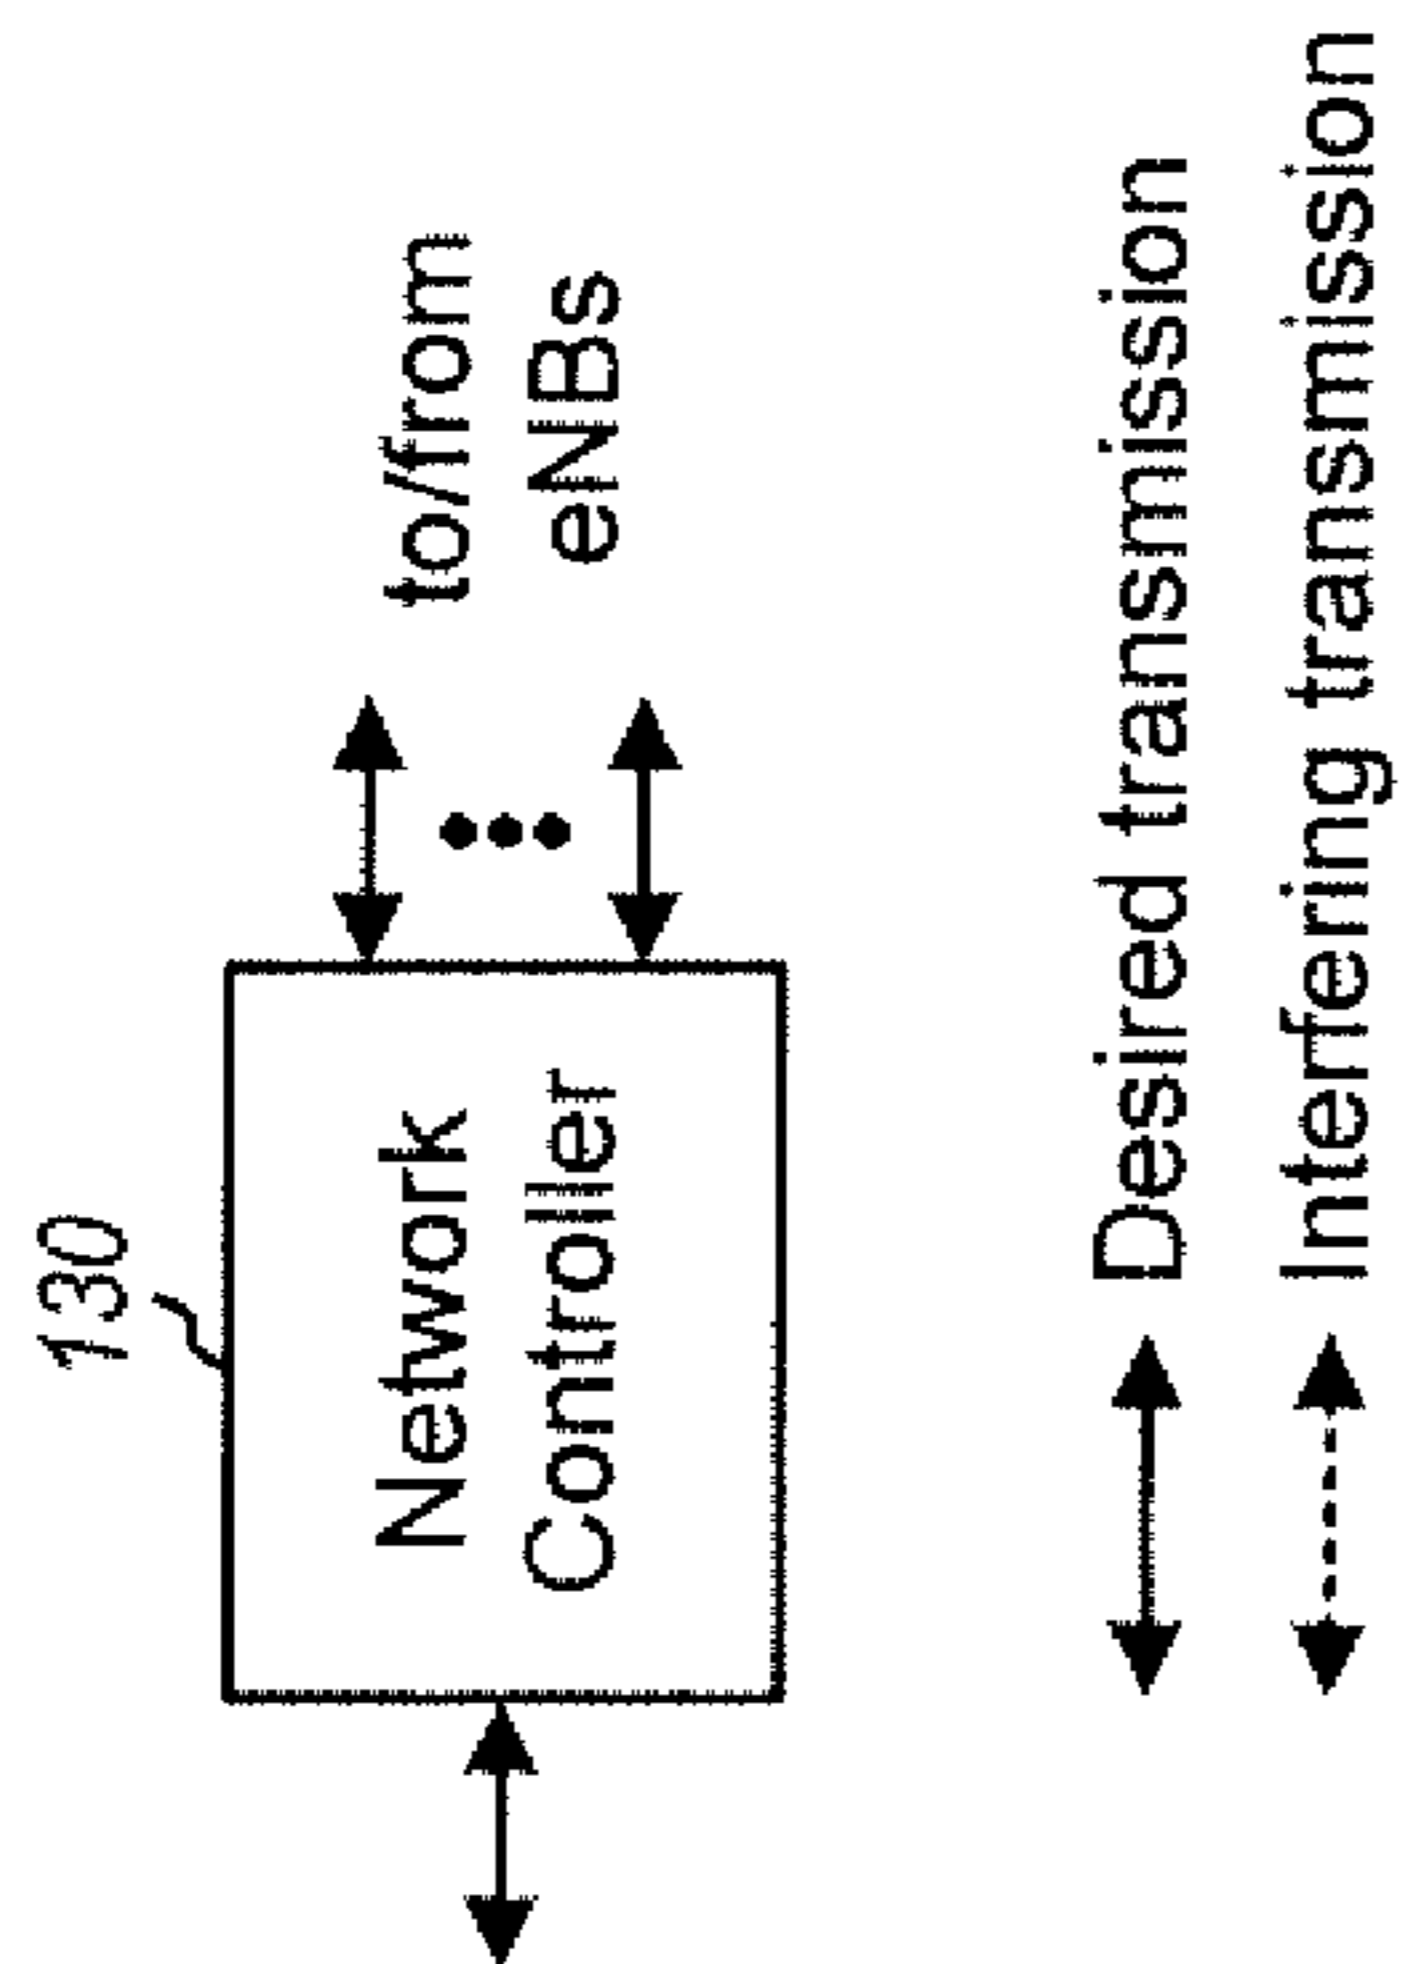 130
Network
Controller
to/from
eNBs
Desired transmission
Interfering transmission